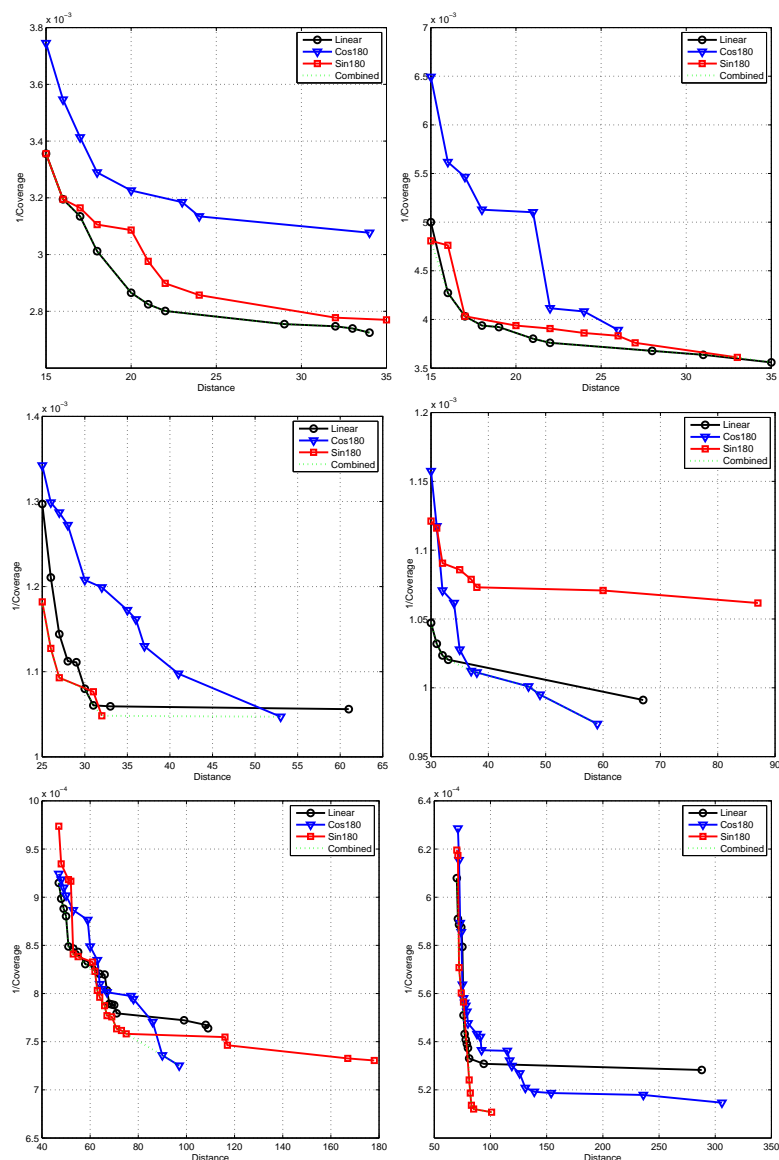 x 10⁻³
3.8
3.6
3.4
3.2
3
2.8
1/Coverage
15 20 25 30 35
Distance
Linear
Cos180
Sin180
Combined
x 10⁻³
7
6.5
6
5.5
5
4.5
4
3.5
1/Coverage
15 20 25 30 35
Distance
Linear
Cos180
Sin180
Combined
x 10⁻³
1.4
1.3
1.2
1.1
1
1/Coverage
25 30 35 40 45 50 55 60 65
Distance
Linear
Cos180
Sin180
Combined
x 10⁻³
1.2
1.15
1.1
1.05
1
0.95
1/Coverage
30 40 50 60 70 80 90
Distance
Linear
Cos180
Sin180
Combined
x 10⁻⁴
10
9.5
9
8.5
8
7.5
7
6.5
1/Coverage
40 60 80 100 120 140 160 180
Distance
Linear
Cos180
Sin180
Combined
x 10⁻⁴
6.4
6.2
6
5.8
5.6
5.4
5.2
1/Coverage
50 100 150 200 250 300 350
Distance
Linear
Cos180
Sin180
Combined